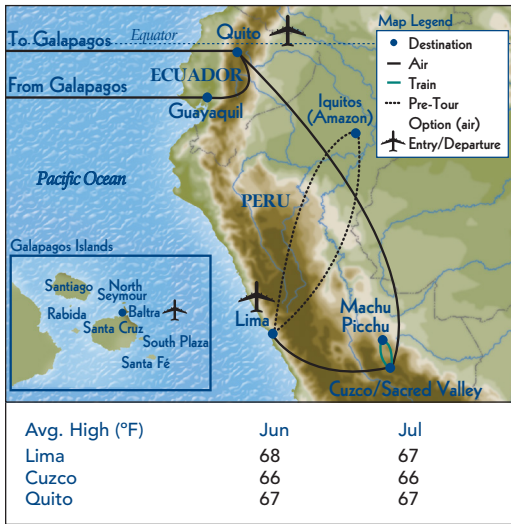 To Galapagos
Equator
Quito
Map Legend
Destination
Air
Train
Pre-Tour
Option (air)
Entry/Departure
ECUADOR
From Galapagos
Guayaquil
Iquitos
(Amazon)
Pacific Ocean
PERU
Galapagos Islands
Santiago
North
Seymour
Baltra
Rabida
Santa Cruz
South Plaza
Santa Fé
Lima
Machu
Picchu
Cuzco/Sacred Valley
Avg. High (ºF) Jun Jul
Lima 68 67
Cuzco 66 66
Quito 67 67